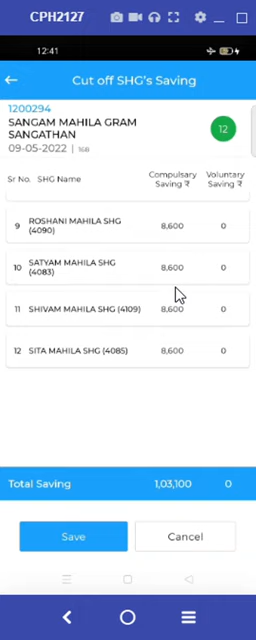 CPH2127
12:41
Cut off SHG's Saving
1200294
SANGAM MAHILA GRAM
SANGATHAN
12
09-05-2022 | 168
Sr No. SHG Name Compulsary Saving ₹ Voluntary Saving ₹
9 ROSHANI MAHILA SHG (4090) 8,600 0
10 SATYAM MAHILA SHG (4083) 8,600 0
11 SHIVAM MAHILA SHG (4109) 8,600 0
12 SITA MAHILA SHG (4085) 8,600 0
Total Saving 1,03,100 0
Save Cancel